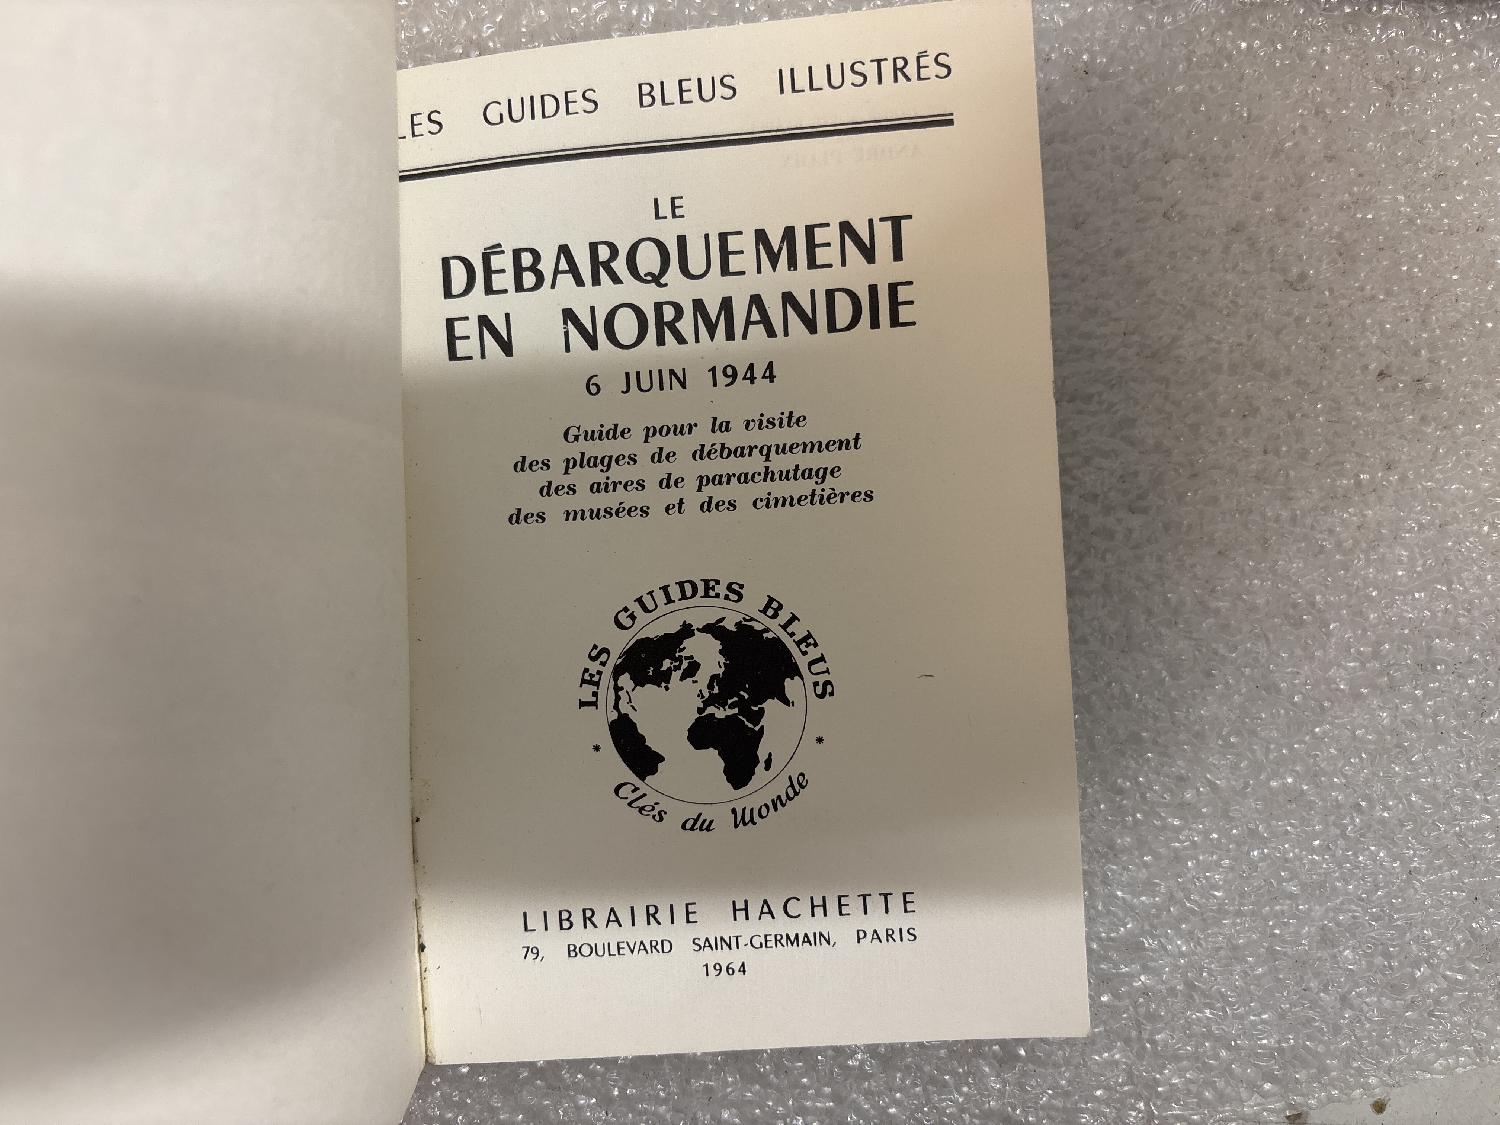 LES GUIDES BLEUS ILLUSTRÉS
LE
DÉBARQUEMENT
EN NORMANDIE
6 JUIN 1944
Guide pour la visite
des plages de débarquement
des aires de parachutage
des musées et des cimetières
LES GUIDES BLEUS
* *
Clés du Monde
LIBRAIRIE HACHETTE
79, BOULEVARD SAINT-GERMAIN, PARIS
1964